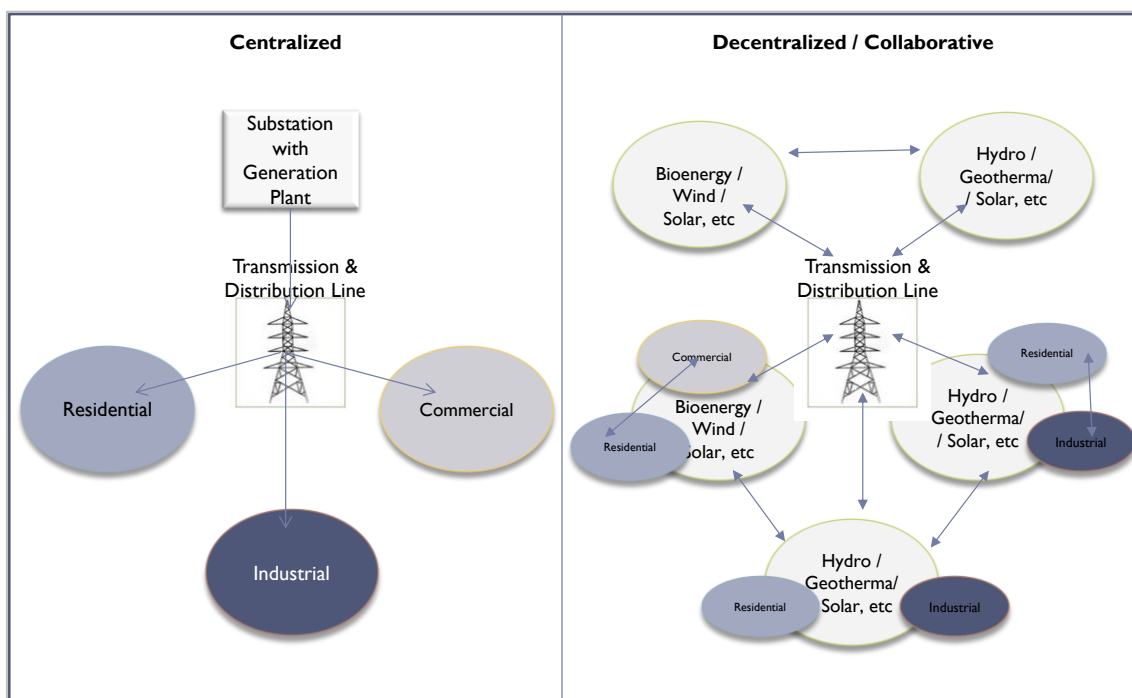 Centralized
Substation
with
Generation
Plant
Transmission &
Distribution Line
Residential
Commercial
Industrial
Decentralized / Collaborative
Bioenergy /
Wind /
Solar, etc
Hydro /
Geotherma/
/ Solar, etc
Transmission &
Distribution Line
Commercial
Residential
Bioenergy /
Wind /
Solar, etc
Residential
Hydro /
Geotherma/
/ Solar, etc
Industrial
Hydro /
Geotherma/
Solar, etc
Residential
Industrial